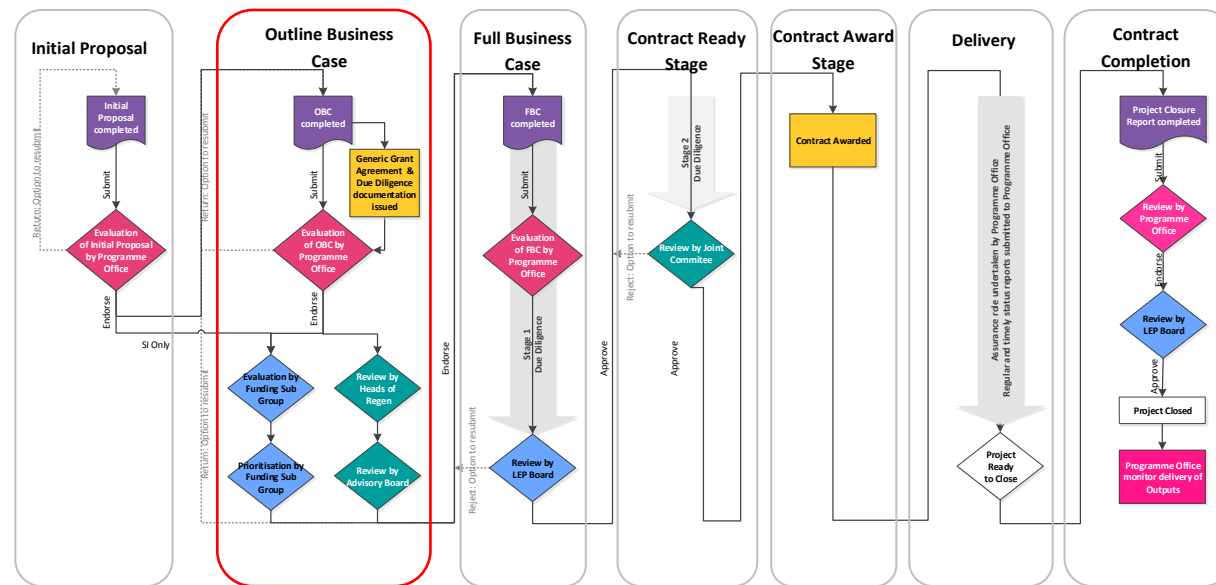 Initial Proposal
Return: Option to resubmit
Initial
Proposal
completed
Submit
Evaluation
of Initial Proposal
by Programme
Office
Endorse
SI Only
Outline Business
Case
Return: Option to resubmit
OBC
completed
Generic Grant
Agreement &
Due Diligence
documentation
issued
Submit
Evaluation of
OBC by
Programme
Office
Endorse
Return: Option to resubmit
Evaluation by
Funding Sub
Group
Review by
Heads of
Regen
Prioritisation by
Funding Sub
Group
Review by
Advisory Board
Endorse
Full Business
Case
FBC
completed
Submit
Evaluation of
FBC by
Programme
Office
Stage 1
Due Diligence
Reject: Option to resubmit
Review by
LEP Board
Approve
Contract Ready
Stage
Stage 2
Due Diligence
Review by Joint
Commitee
Reject: Option to resubmit
Approve
Contract Award
Stage
Contract Awarded
Delivery
Assurance role undertaken by Programme Office
Regular and timely status reports submitted to Programme Office
Project
Ready
to Close
Contract
Completion
Project Closure
Report completed
Submit
Review by
Programme
Office
Endorse
Review by
LEP Board
Approve
Project Closed
Programme Office
monitor delivery of
Outputs